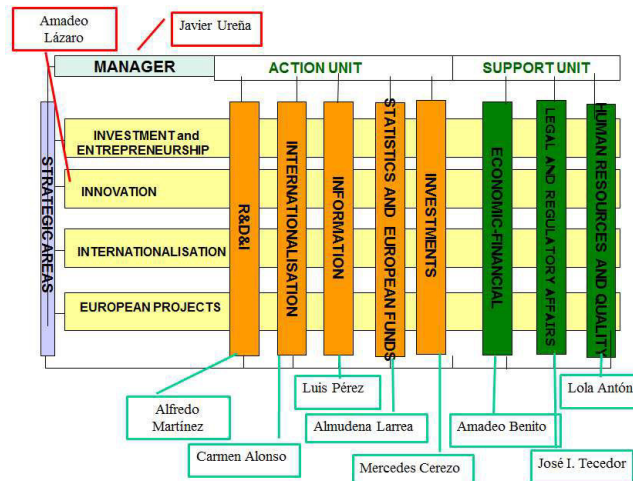 Amadeo
Lázaro
Javier Ureña
MANAGER
ACTION UNIT
SUPPORT UNIT
STRATEGIC AREAS
INVESTMENT and
ENTREPRENEURSHIP
INNOVATION
INTERNATIONALISATION
EUROPEAN PROJECTS
R&D&I
INTERNATIONALISATION
INFORMATION
STATISTICS AND EUROPEAN FUNDS
INVESTMENTS
ECONOMIC-FINANCIAL
LEGAL AND REGULATORY AFFAIRS
HUMAN RESOURCES AND QUALITY
Alfredo
Martínez
Carmen Alonso
Luis Pérez
Almudena Larrea
Mercedes Cerezo
Amadeo Benito
José I. Tecedor
Lola Antón